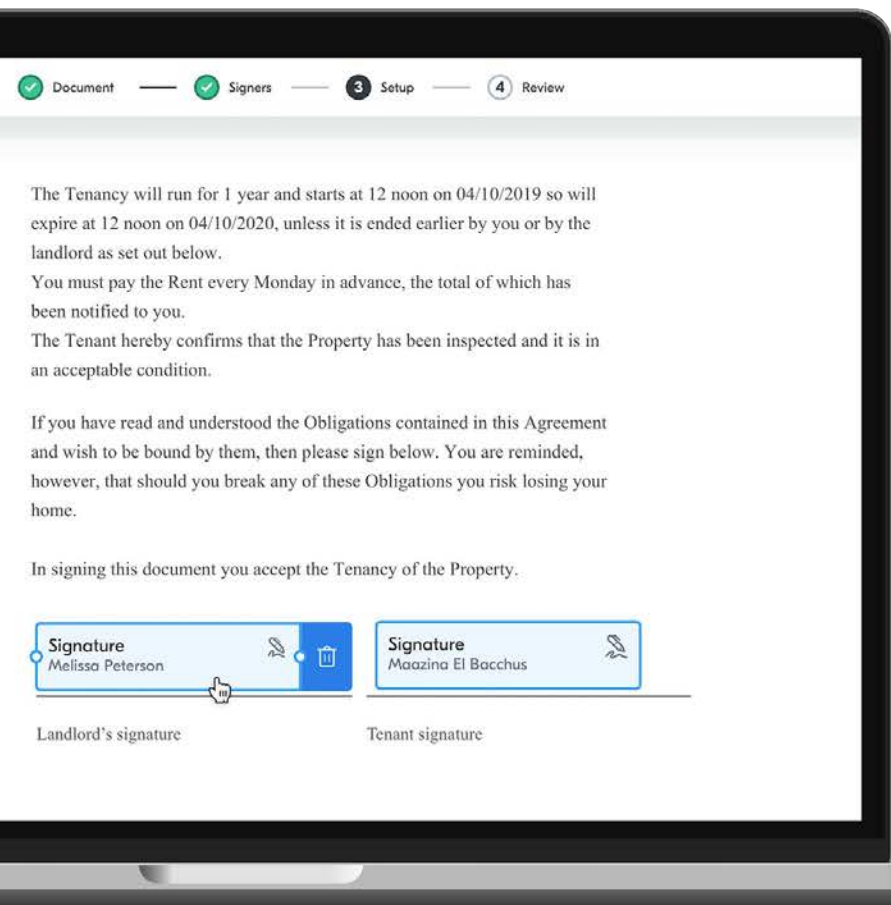 Document
Signers
3 Setup
4 Review
The Tenancy will run for 1 year and starts at 12 noon on 04/10/2019 so will
expire at 12 noon on 04/10/2020, unless it is ended earlier by you or by the
landlord as set out below.
You must pay the Rent every Monday in advance, the total of which has
been notified to you.
The Tenant hereby confirms that the Property has been inspected and it is in
an acceptable condition.
If you have read and understood the Obligations contained in this Agreement
and wish to be bound by them, then please sign below. You are reminded,
however, that should you break any of these Obligations you risk losing your
home.
In signing this document you accept the Tenancy of the Property.
Signature
Melissa Peterson
Signature
Maazina El Bacchus
Landlord's signature
Tenant signature